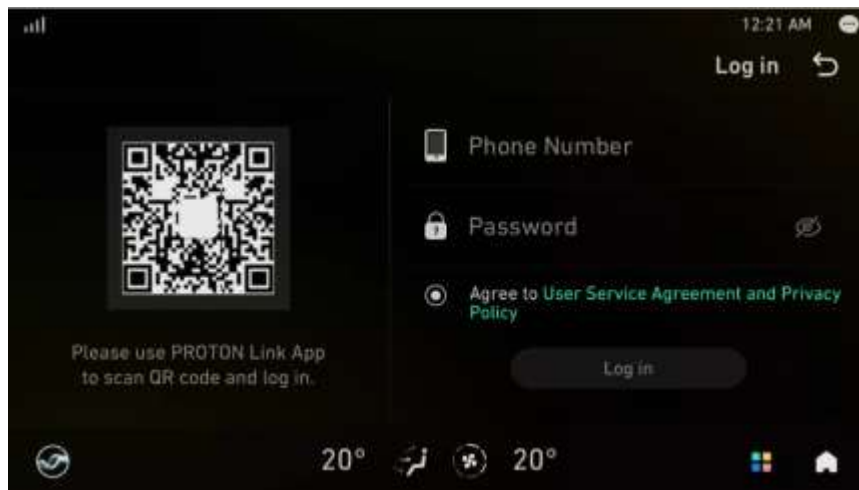 12:21 AM
Log in
Phone Number
Password
Agree to User Service Agreement and Privacy
Policy
Log in
Please use PROTON Link App
to scan QR code and log in.
20°
20°